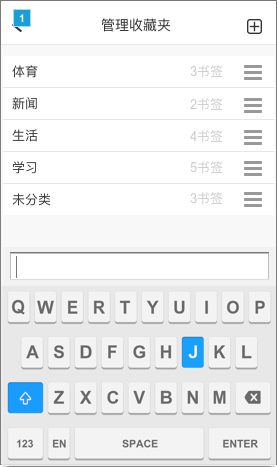 1
管理收藏夹
体育 3书签
新闻 2书签
生活 4书签
学习 5书签
未分类 3书签
Q W E R T Y U I O P
A S D F G H J K L
Z X C V B N M
123 EN SPACE ENTER